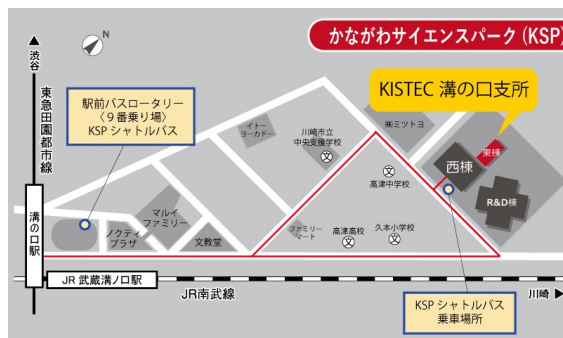 かながわサイエンスパーク(KSP)
N
▲
渋谷
東急田園都市線
駅前バスロータリー
〈9番乗り場〉
KSPシャトルバス
KISTEC 溝の口支所
イトー
ヨーカドー
川崎市立
中央支援学校
文
㈱ミツトヨ
東棟
西棟
R&D棟
文
高津中学校
マルイ
ファミリー
ノクティ
プラザ
文教堂
ファミリー
マート
高津高校
文
久本小学校
文
溝の口駅
JR 武蔵溝ノ口駅
JR南武線
KSPシャトルバス
乗車場所
川崎 ▶